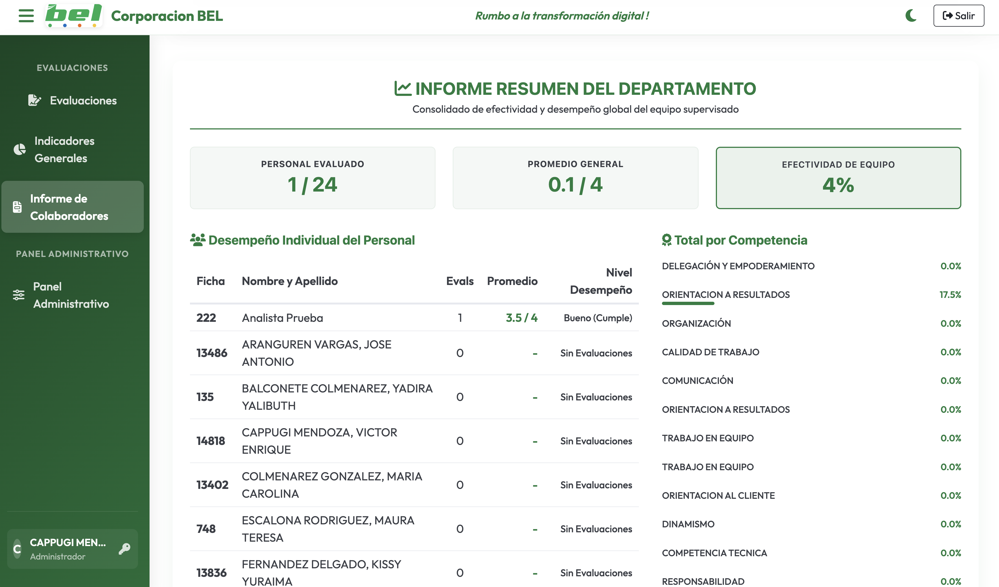 bel
Corporacion BEL
Rumbo a la transformación digital !
Salir
EVALUACIONES
Evaluaciones
Indicadores
Generales
Informe de
Colaboradores
PANEL ADMINISTRATIVO
Panel
Administrativo
C
CAPPUGI MEN...
Administrador
INFORME RESUMEN DEL DEPARTAMENTO
Consolidado de efectividad y desempeño global del equipo supervisado
PERSONAL EVALUADO
1 / 24
PROMEDIO GENERAL
0.1 / 4
EFECTIVIDAD DE EQUIPO
4%
Desempeño Individual del Personal
Ficha Nombre y Apellido Evals Promedio Nivel
Desempeño
222 Analista Prueba 1 3.5 / 4 Bueno (Cumple)
13486 ARANGUREN VARGAS, JOSE
ANTONIO 0 - Sin Evaluaciones
135 BALCONETE COLMENAREZ, YADIRA
YALIBUTH 0 - Sin Evaluaciones
14818 CAPPUGI MENDOZA, VICTOR
ENRIQUE 0 - Sin Evaluaciones
13402 COLMENAREZ GONZALEZ, MARIA
CAROLINA 0 - Sin Evaluaciones
748 ESCALONA RODRIGUEZ, MAURA
TERESA 0 - Sin Evaluaciones
13836 FERNANDEZ DELGADO, KISSY
YURAIMA 0 - Sin Evaluaciones
Total por Competencia
DELEGACIÓN Y EMPODERAMIENTO 0.0%
ORIENTACION A RESULTADOS 17.5%
ORGANIZACIÓN 0.0%
CALIDAD DE TRABAJO 0.0%
COMUNICACIÓN 0.0%
ORIENTACION A RESULTADOS 0.0%
TRABAJO EN EQUIPO 0.0%
TRABAJO EN EQUIPO 0.0%
ORIENTACION AL CLIENTE 0.0%
DINAMISMO 0.0%
COMPETENCIA TECNICA 0.0%
RESPONSABILIDAD 0.0%